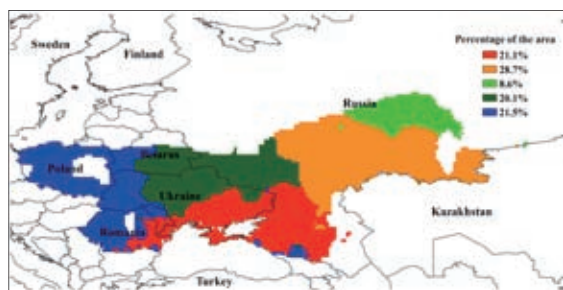 Sweden
Finland
Percentage of the area
21.1%
28.7%
8.6%
20.1%
21.5%
Russia
Belarus
Poland
Ukraine
Romania
Kazakhstan
Turkey